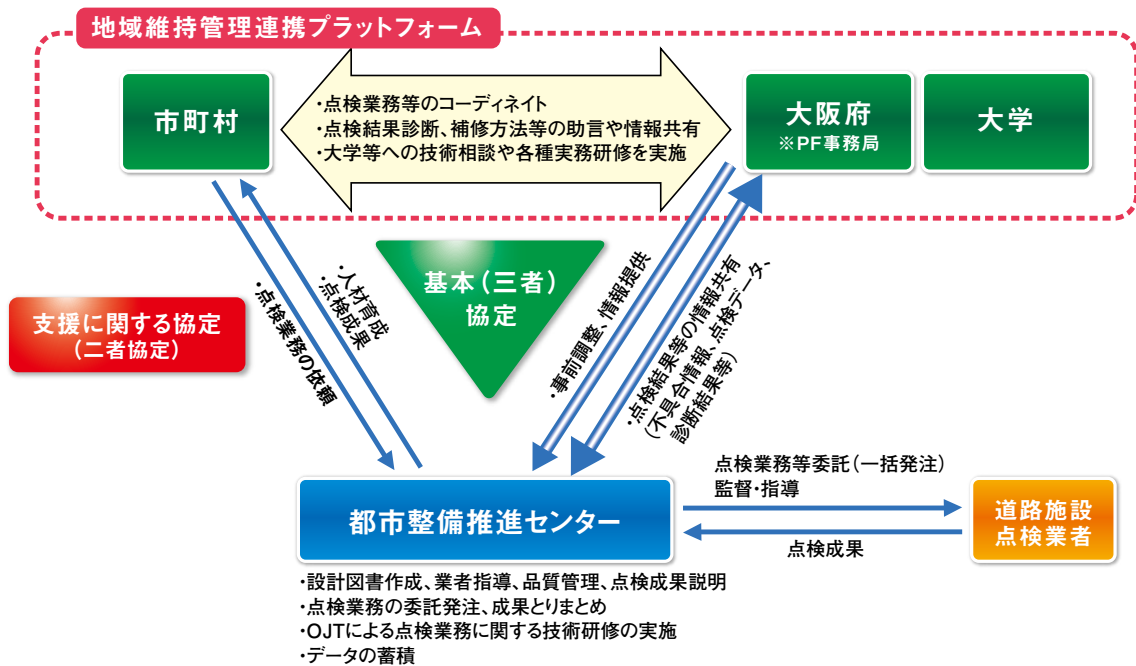 地域維持管理連携プラットフォーム
市町村
・点検業務等のコーディネイト
・点検結果診断、補修方法等の助言や情報共有
・大学等への技術相談や各種実務研修を実施
大阪府
※PF事務局
大学
支援に関する協定
(二者協定)
・点検業務の依頼
・人材育成
・点検成果
基本(三者)
協定
・事前調整、情報提供
・点検結果等の情報共有
(不具合情報、点検データ、
診断結果等)
都市整備推進センター
点検業務等委託(一括発注)
監督・指導
点検成果
道路施設
点検業者
・設計図書作成、業者指導、品質管理、点検成果説明
・点検業務の委託発注、成果とりまとめ
・OJTによる点検業務に関する技術研修の実施
・データの蓄積